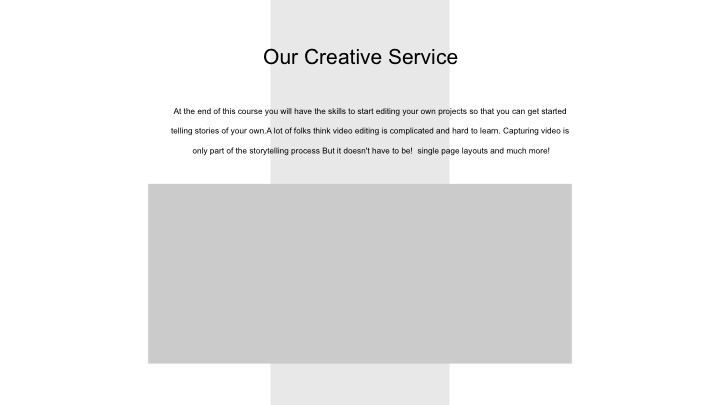 Our Creative Service
At the end of this course you will have the skills to start editing your own projects so that you can get started
telling stories of your own.A lot of folks think video editing is complicated and hard to learn. Capturing video is
only part of the storytelling process But it doesn't have to be!  single page layouts and much more!